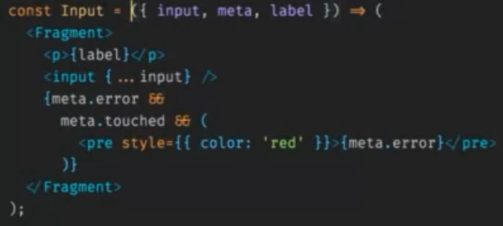 const Input = ({ input, meta, label }) => (
  <Fragment>
    <p>{label}</p>
    <input { ... input} />
    {meta.error &&
      meta.touched && (
        <pre style={{ color: 'red' }}>{meta.error}</pre>
      )}
  </Fragment>
);